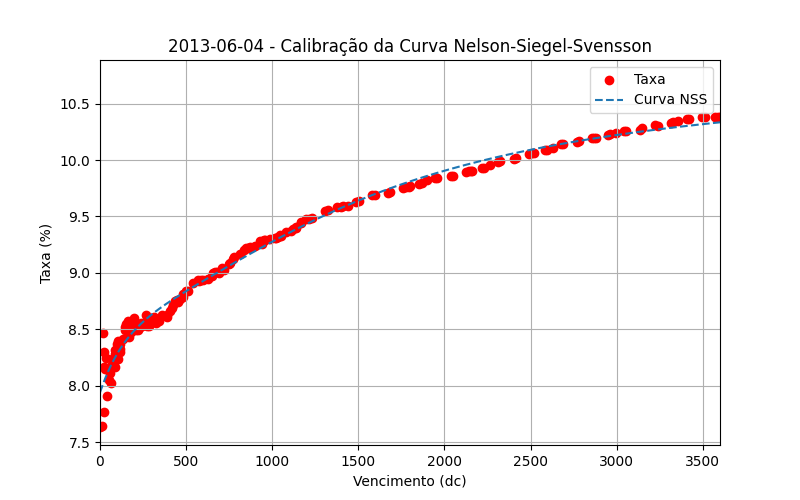 2013-06-04 - Calibração da Curva Nelson-Siegel-Svensson
Taxa
Curva NSS
10.5
10.0
9.5
9.0
8.5
8.0
7.5
Taxa (%)
0 500 1000 1500 2000 2500 3000 3500
Vencimento (dc)